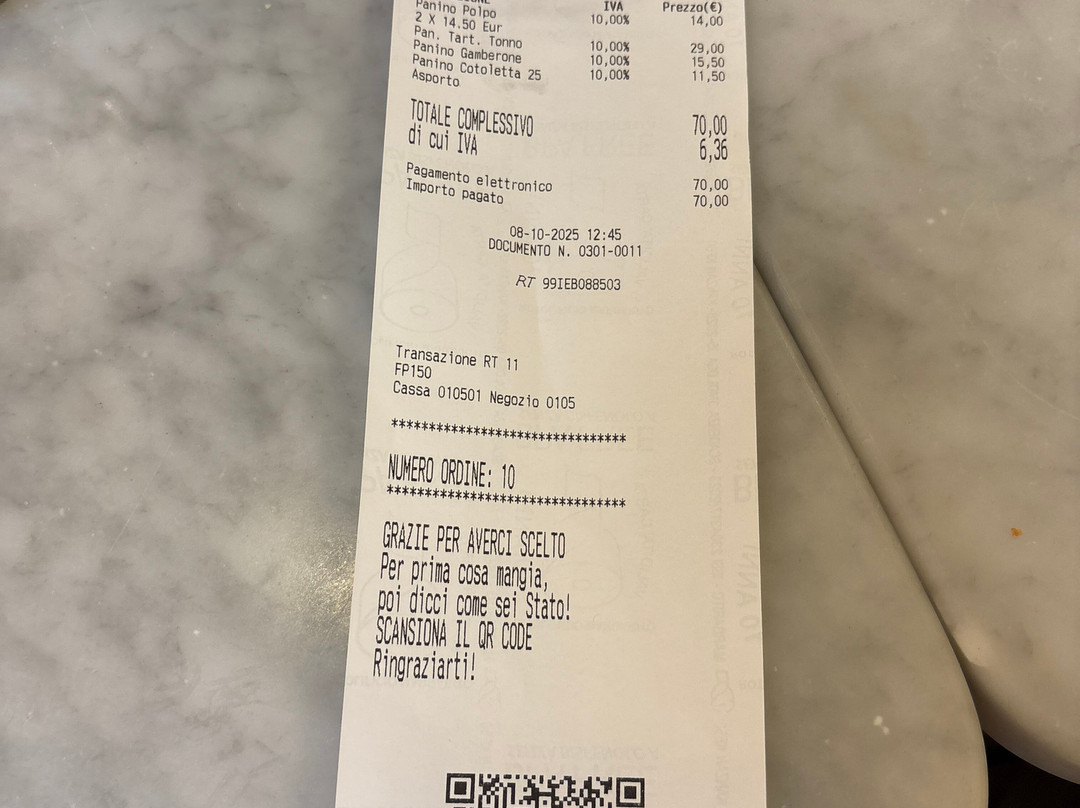 IVA Prezzo(€)
Panino Polpo 10,00% 14,00
2 X 14.50 Eur
Pan. Tart. Tonno 10,00% 29,00
Panino Gamberone 10,00% 15,50
Panino Cotoletta 25 10,00% 11,50
Asporto
TOTALE COMPLESSIVO 70,00
di cui IVA 6,36
Pagamento elettronico 70,00
Importo pagato 70,00
08-10-2025 12:45
DOCUMENTO N. 0301-0011
RT 99IEB088503
Transazione RT 11
FP150
Cassa 010501 Negozio 0105
*******************************
NUMERO ORDINE: 10
*******************************
GRAZIE PER AVERCI SCELTO
Per prima cosa mangia,
poi dicci come sei Stato!
SCANSIONA IL QR CODE
Ringraziarti!